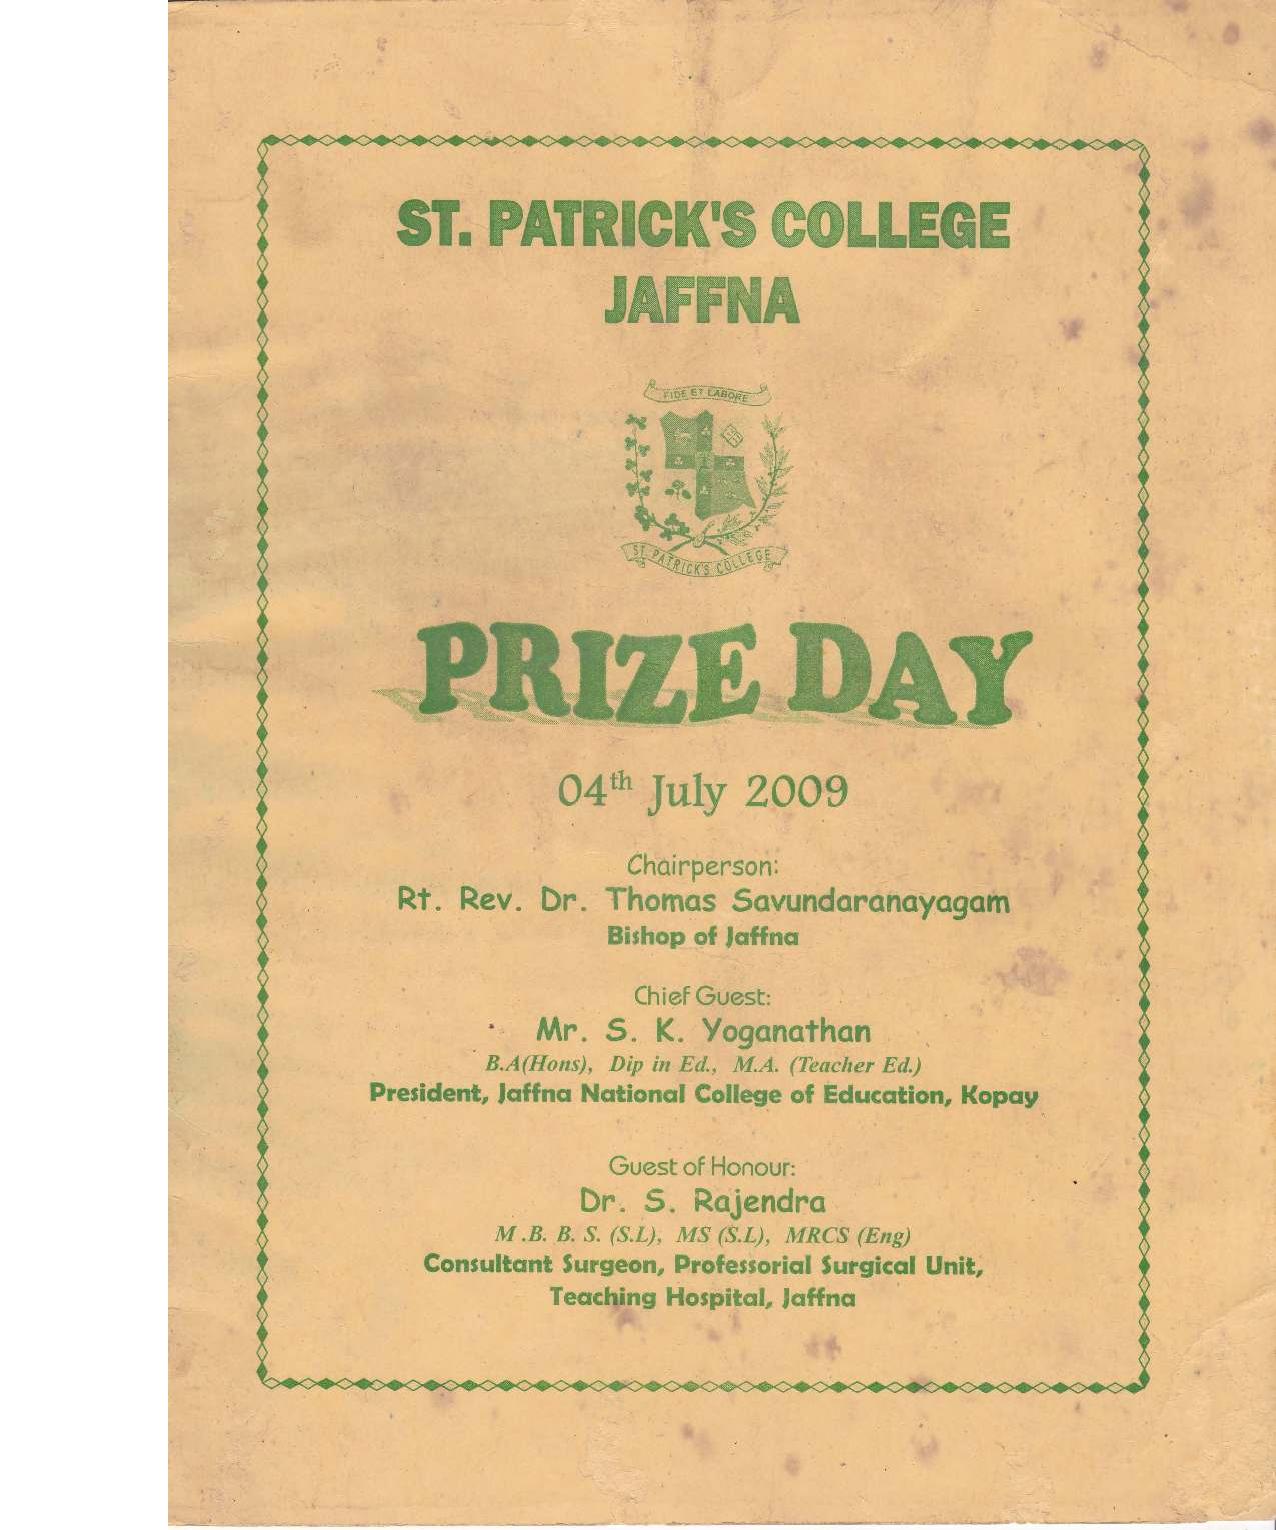 ST. PATRICK'S COLLEGE
JAFFNA
FIDE ET LABORE
ST. PATRICK'S COLLEGE
PRIZE DAY
04th July 2009
Chairperson:
Rt. Rev. Dr. Thomas Savundaranayagam
Bishop of Jaffna
Chief Guest:
Mr. S. K. Yoganathan
B.A(Hons), Dip in Ed., M.A. (Teacher Ed.)
President, Jaffna National College of Education, Kopay
Guest of Honour:
Dr. S. Rajendra
M .B. B. S. (S.L), MS (S.L), MRCS (Eng)
Consultant Surgeon, Professorial Surgical Unit,
Teaching Hospital, Jaffna